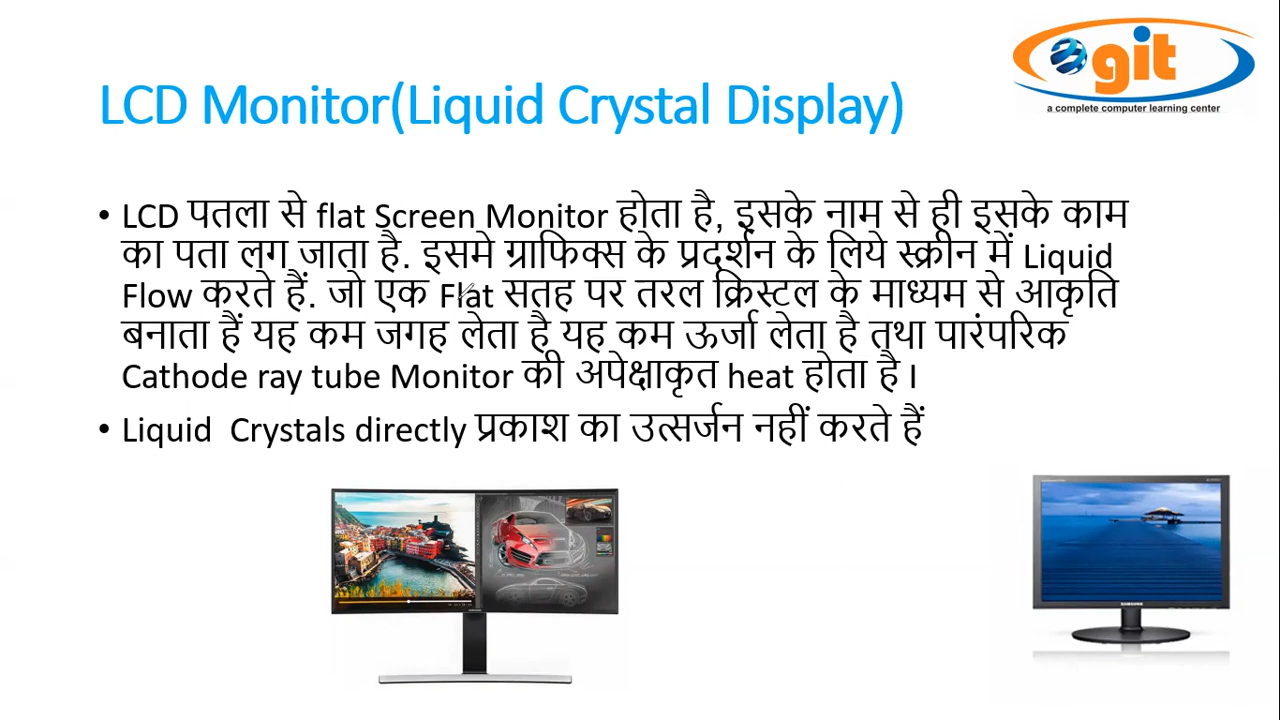 egit
a complete computer learning center
LCD Monitor(Liquid Crystal Display)
• LCD पतला से flat Screen Monitor होता है, इसके नाम से ही इसके काम
का पता लग जाता है. इसमे ग्राफिक्स के प्रदर्शन के लिये स्क्रीन में Liquid
Flow करते हैं. जो एक Flat सतह पर तरल क्रिस्टल के माध्यम से आकृति
बनाता हैं यह कम जगह लेता है यह कम ऊर्जा लेता है तथा पारंपरिक
Cathode ray tube Monitor की अपेक्षाकृत heat होता है I
• Liquid Crystals directly प्रकाश का उत्सर्जन नहीं करते हैं
SAMSUNG